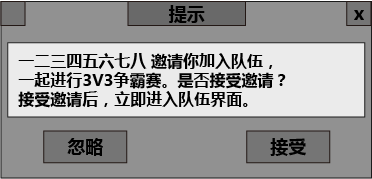 提示
x
一二三四五六七八 邀请你加入队伍，
一起进行3V3争霸赛。是否接受邀请？
接受邀请后，立即进入队伍界面。
忽略
接受